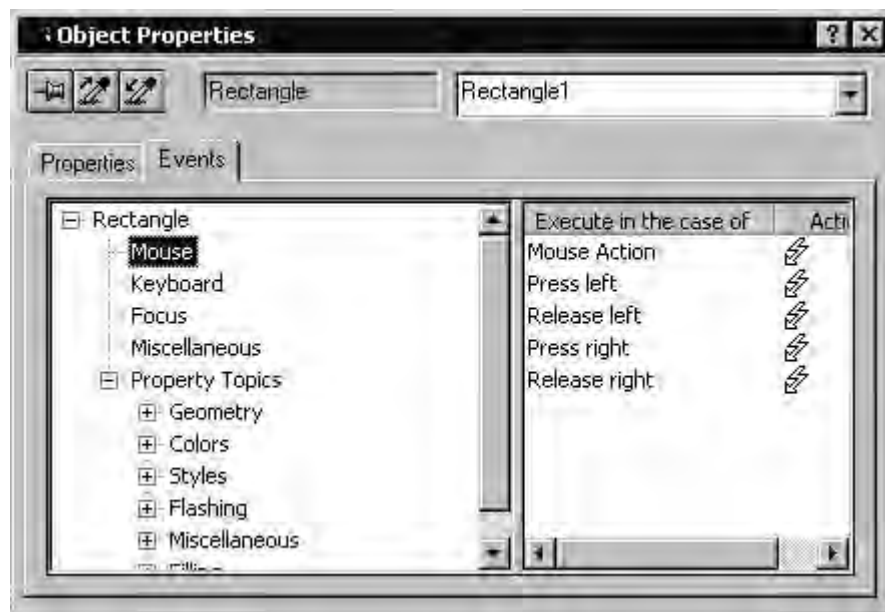 Object Properties
Rectangle
Rectangle1
Properties
Events
Rectangle
Mouse
Keyboard
Focus
Miscellaneous
Property Topics
Geometry
Colors
Styles
Flashing
Miscellaneous
Execute in the case of
Mouse Action
Press left
Release left
Press right
Release right